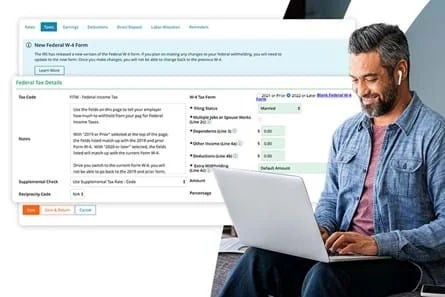 Rates
Taxes
Earnings
Deductions
Direct Deposit
Labor Allocation
Reminders
New Federal W-4 Form
The IRS has released a new version of the Federal W-4 form. If you plan on making any changes to your federal withholding, you will need to
update to the new form. Once you make changes, you will not be able to change back to the previous W-4.
Learn More
Federal Tax Details
Tax Code
FITW - Federal Income Tax
Notes
Use the fields on this page to tell your employer
how much to withhold from your pay for Federal
Income Taxes.
With "2019 or Prior" selected at the top of the page,
the fields listed match up with the 2019 and prior
Form W-4. With "2020 or later" selected, the fields
listed will match up with the current Form W-4.
Once you switch to the current form W-4, you will
not be able to go back to the 2019 and prior form.
Supplemental Check
Use Supplemental Tax Rate - Code
Reciprocity Code
N/A
W-4 Tax Form
2021 or Prior
2022 or Later
Blank Federal W-4
Form
* Filing Status
Married
* Multiple Jobs or Spouse Works
(Line 2c)
* Dependents (Line 3)
$ 0.00
* Other Income (Line 4a)
$ 0.00
* Deductions (Line 4b)
$ 0.00
* Extra Withholding
(Line 4c)
Default Amount
Amount
Percentage
Save
Save & Return
Cancel